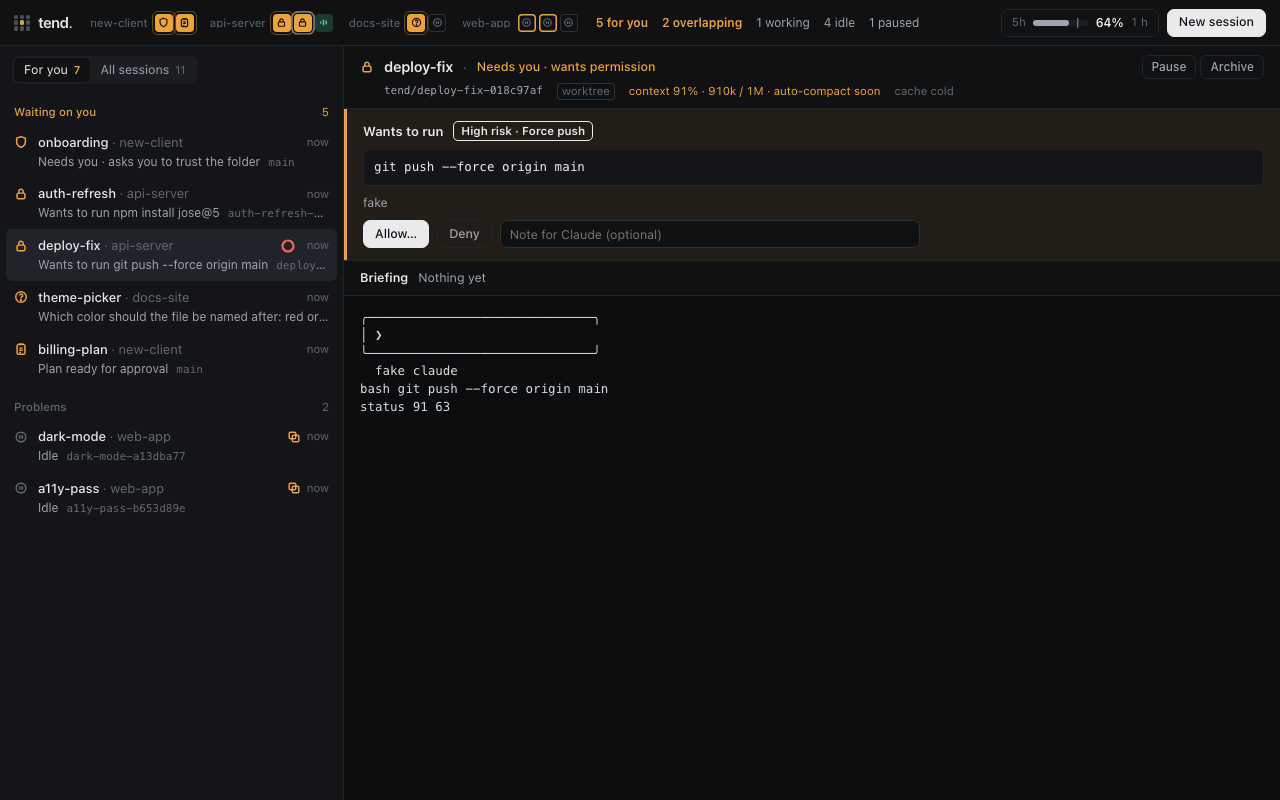 tend. new-client api-server docs-site web-app 5 for you 2 overlapping 1 working 4 idle 1 paused 5h 64% 1 h New session
For you 7 All sessions 11
Waiting on you 5
onboarding · new-client now
Needs you · asks you to trust the folder main
auth-refresh · api-server now
Wants to run npm install jose@5 auth-refresh-…
deploy-fix · api-server now
Wants to run git push --force origin main deploy…
theme-picker · docs-site now
Which color should the file be named after: red or…
billing-plan · new-client now
Plan ready for approval main
Problems 2
dark-mode · web-app now
Idle dark-mode-a13dba77
a11y-pass · web-app now
Idle a11y-pass-b653d89e
deploy-fix · Needs you · wants permission Pause Archive
tend/deploy-fix-018c97af worktree context 91% · 910k / 1M · auto-compact soon cache cold
Wants to run High risk · Force push
git push --force origin main
fake
Allow… Deny Note for Claude (optional)
Briefing Nothing yet
❯
fake claude
bash git push --force origin main
status 91 63